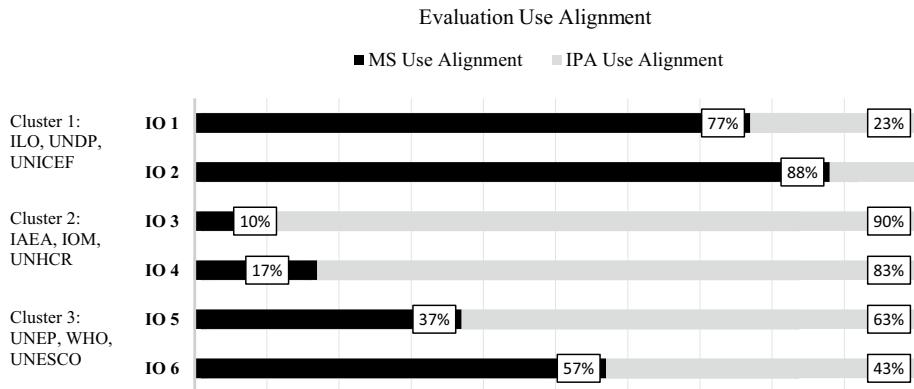 Evaluation Use Alignment
MS Use Alignment IPA Use Alignment
Cluster 1:
ILO, UNDP,
UNICEF
IO 1
77%
23%
IO 2
88%
Cluster 2:
IAEA, IOM,
UNHCR
IO 3
10%
90%
IO 4
17%
83%
Cluster 3:
UNEP, WHO,
UNESCO
IO 5
37%
63%
IO 6
57%
43%